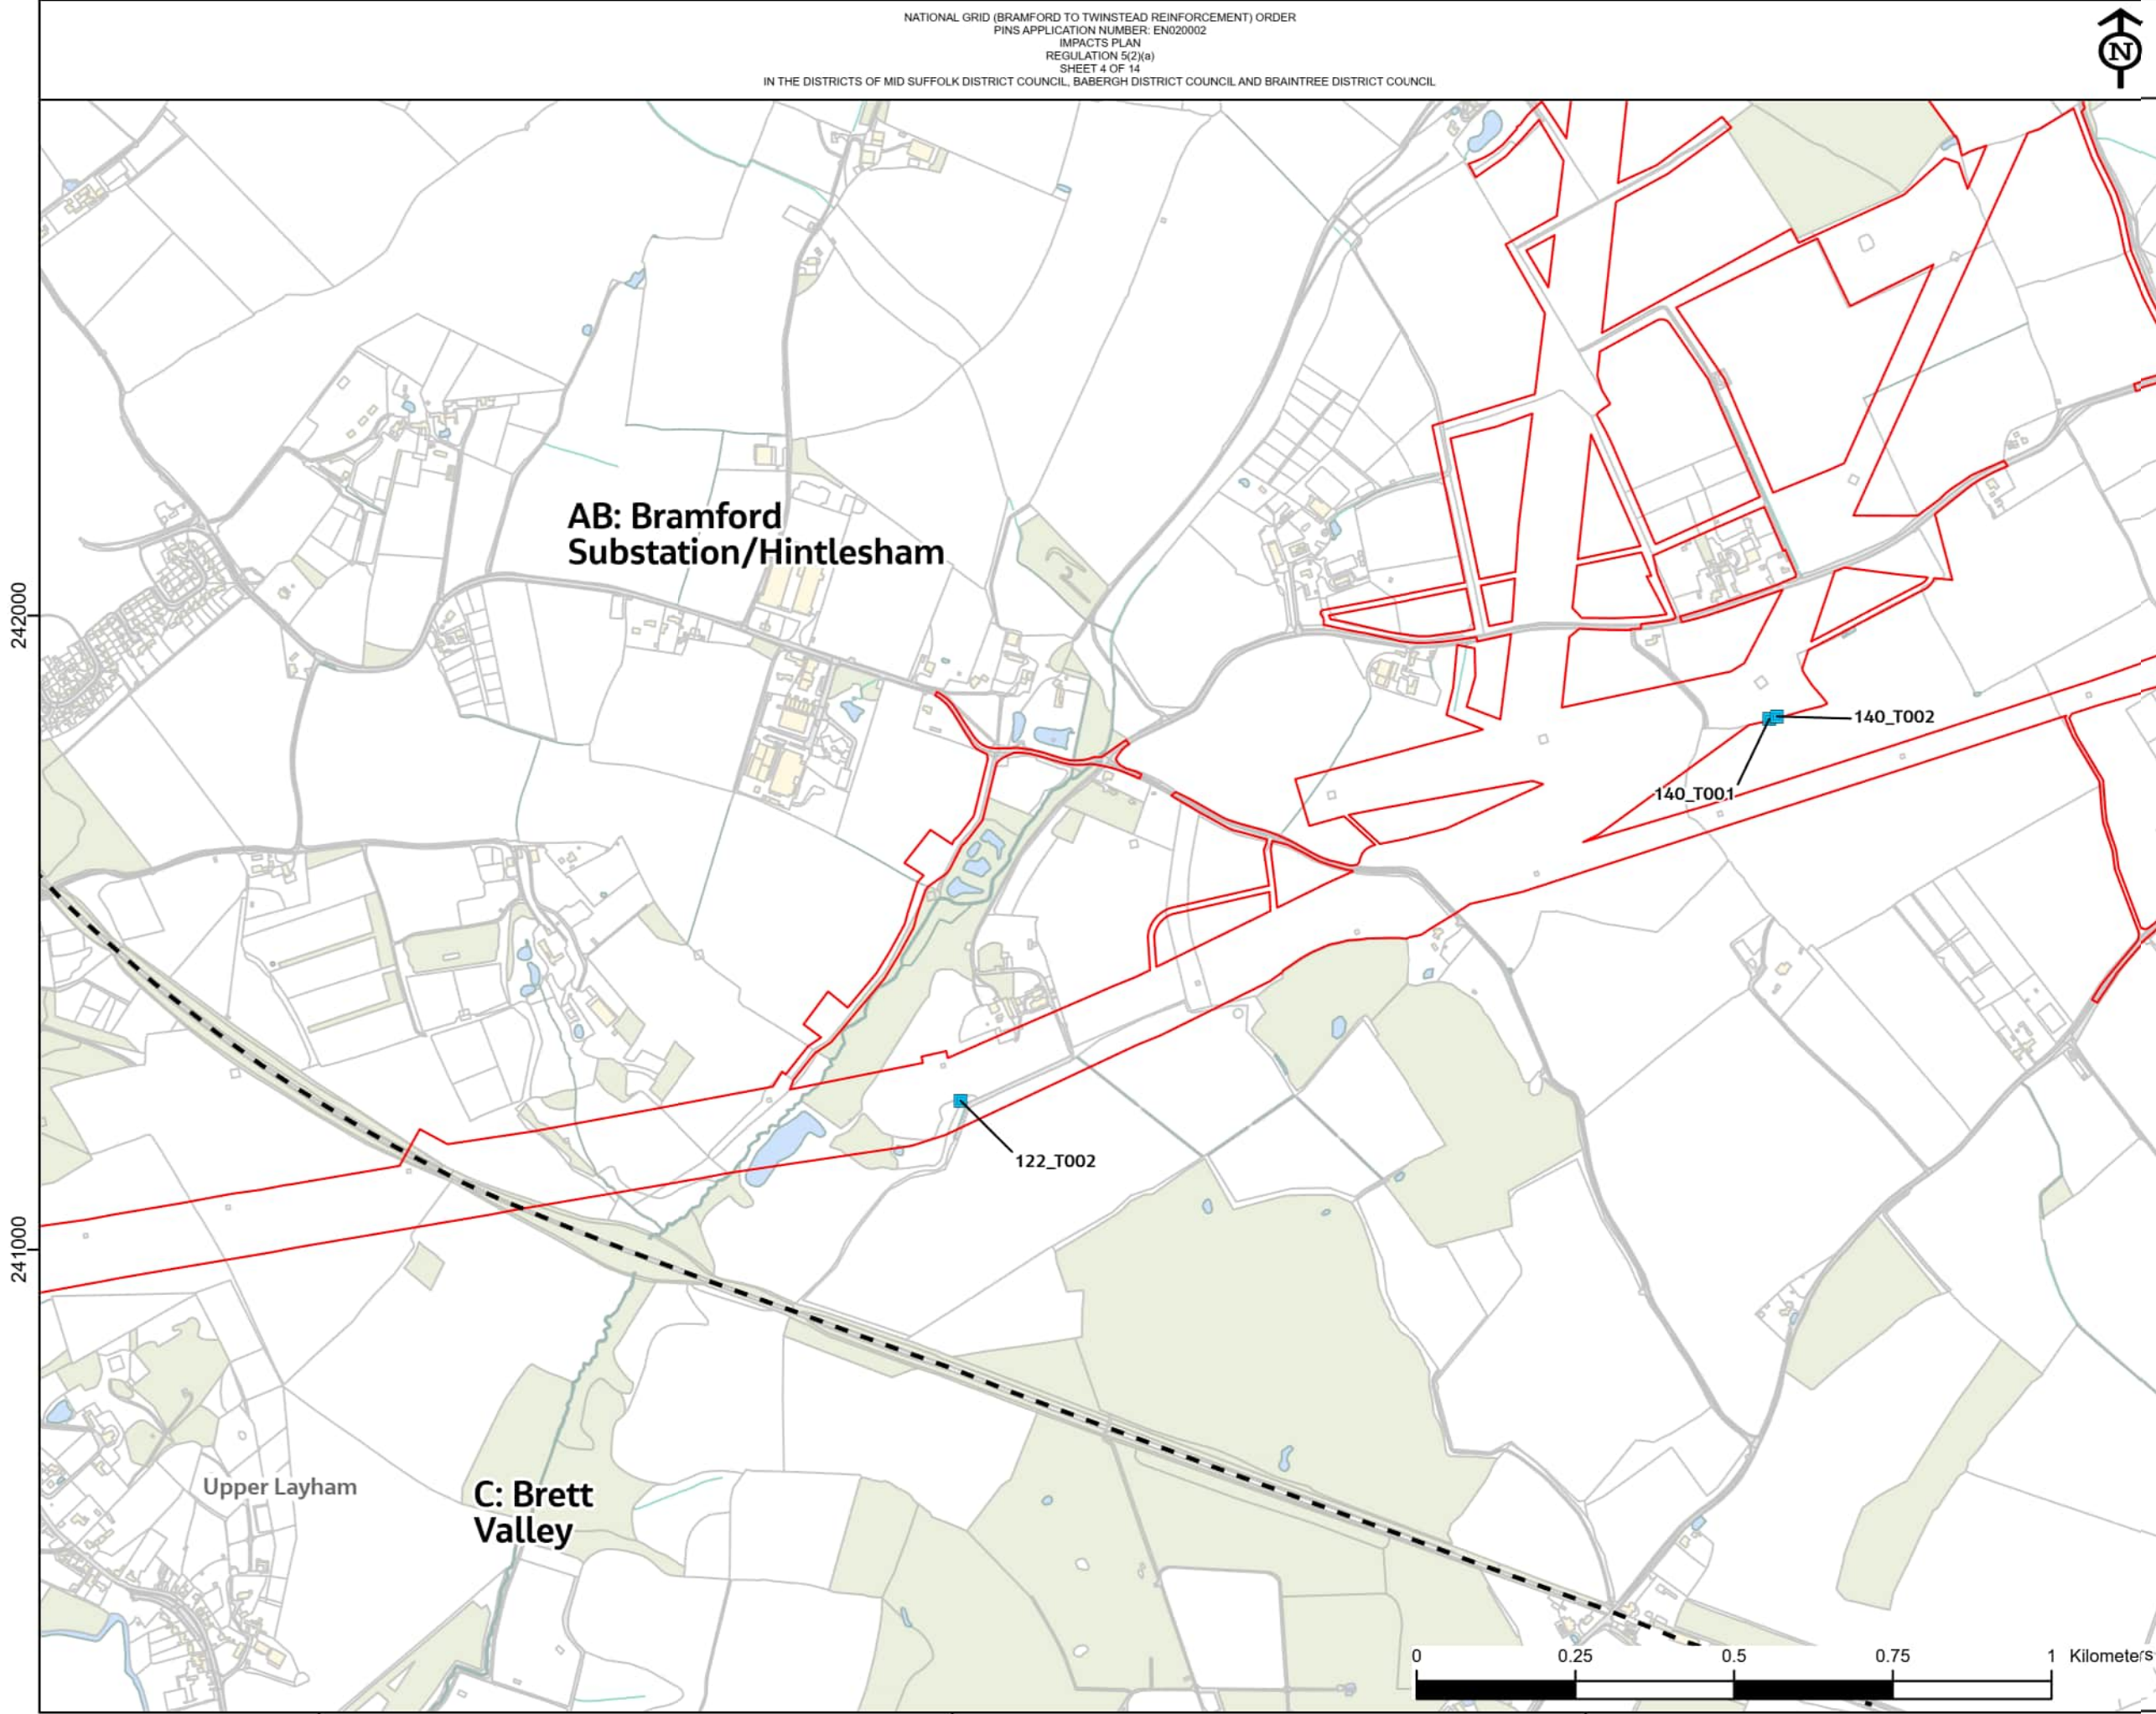 NATIONAL GRID (BRAMFORD TO TWINSTEAD REINFORCEMENT) ORDER
PINS APPLICATION NUMBER: EN020002
IMPACTS PLAN
REGULATION 5(2)(a)
SHEET 4 OF 14
IN THE DISTRICTS OF MID SUFFOLK DISTRICT COUNCIL, BABERGH DISTRICT COUNCIL AND BRAINTREE DISTRICT COUNCIL
N
AB: Bramford
Substation/Hintlesham
242000
140_T002
140_T001
122_T002
241000
Upper Layham
C: Brett
Valley
0 0.25 0.5 0.75 1 Kilometers